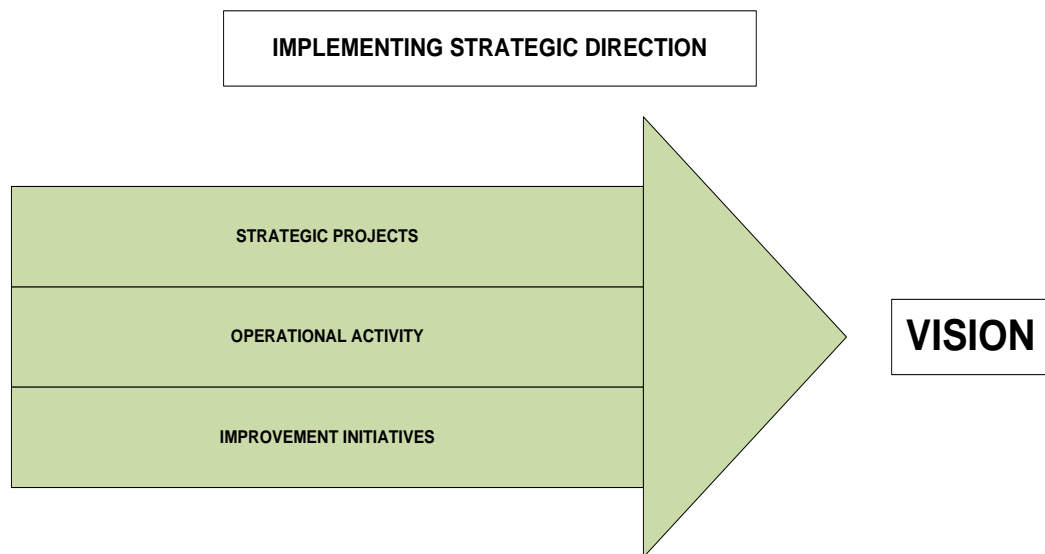 IMPLEMENTING STRATEGIC DIRECTION
STRATEGIC PROJECTS
OPERATIONAL ACTIVITY
VISION
IMPROVEMENT INITIATIVES